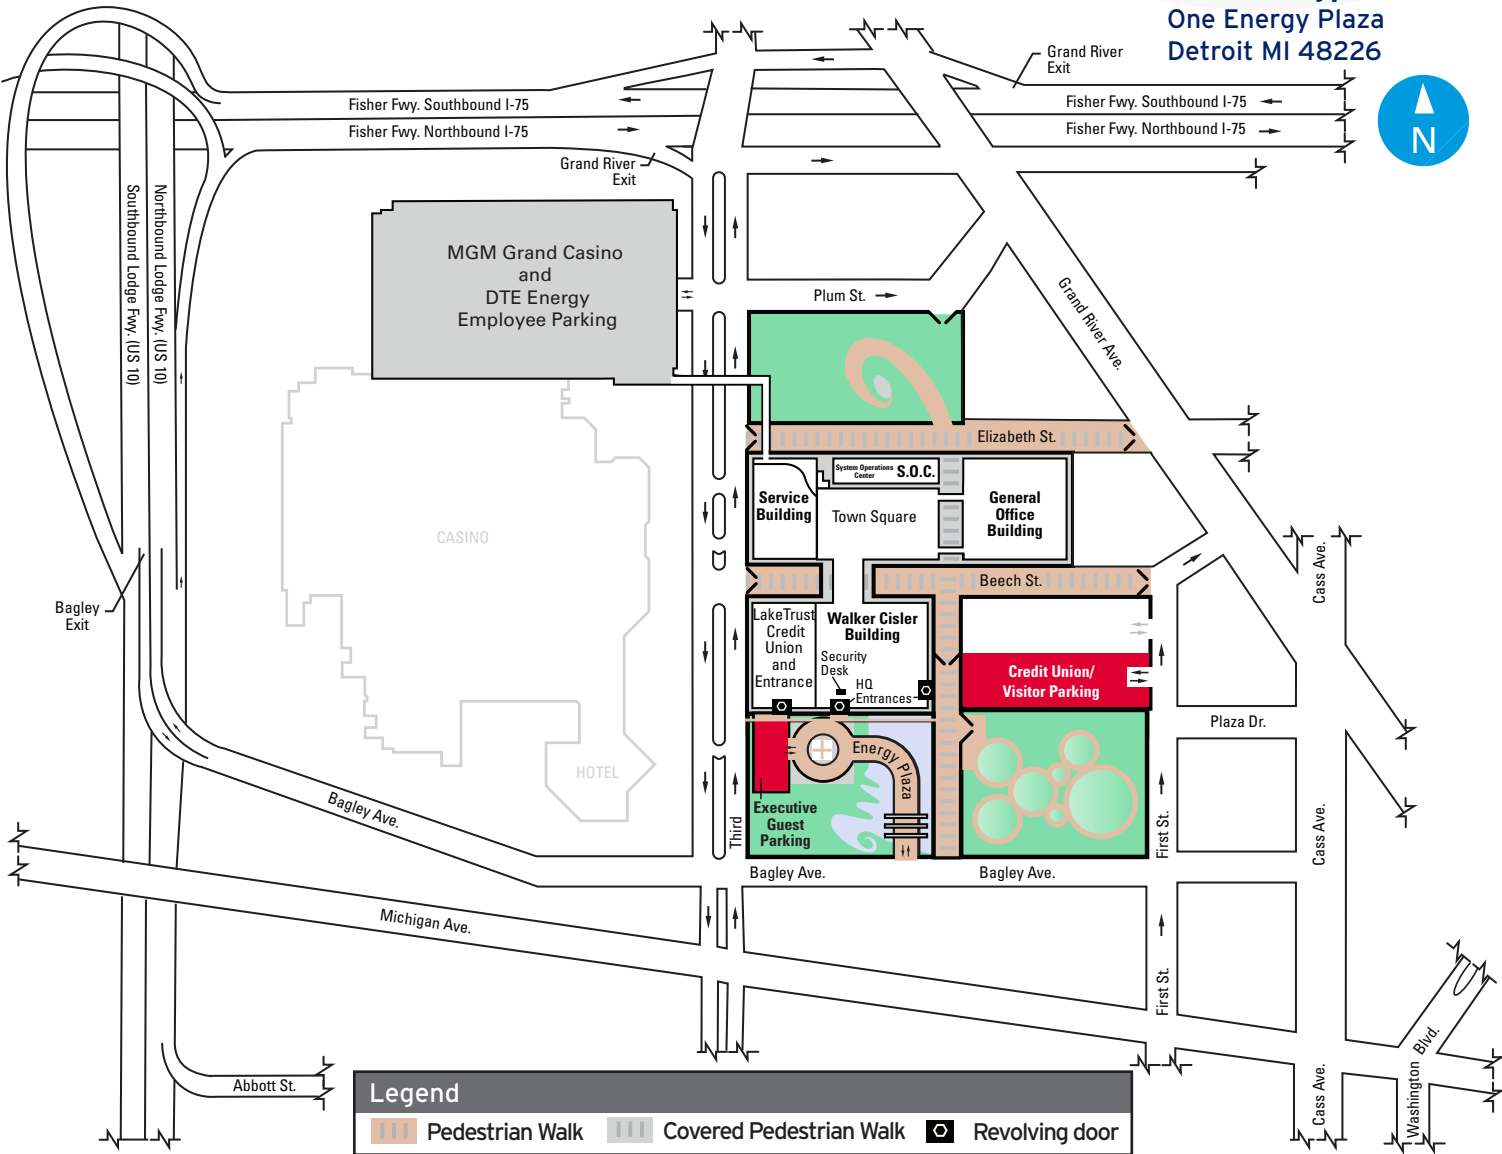 One Energy Plaza
Detroit MI 48226
Grand River
Exit
N
Fisher Fwy. Southbound I-75
Fisher Fwy. Southbound I-75
Fisher Fwy. Northbound I-75
Fisher Fwy. Northbound I-75
Grand River
Exit
Southbound Lodge Fwy. (US 10)
Northbound Lodge Fwy. (US 10)
MGM Grand Casino
and
DTE Energy
Employee Parking
Plum St.
Grand River Ave.
Elizabeth St.
System Operations
Center
S.O.C.
Service
Building
Town Square
General
Office
Building
CASINO
Beech St.
Cass Ave.
Bagley
Exit
Lake Trust
Credit
Union
and
Entrance
Walker Cisler
Building
Security
Desk
HQ
Entrances
Credit Union/
Visitor Parking
Plaza Dr.
Energy Plaza
HOTEL
Executive
Guest
Parking
Bagley Ave.
Third
First St.
Cass Ave.
Bagley Ave.
Bagley Ave.
Michigan Ave.
First St.
Washington Blvd.
Cass Ave.
Abbott St.
Legend
Pedestrian Walk
Covered Pedestrian Walk
Revolving door